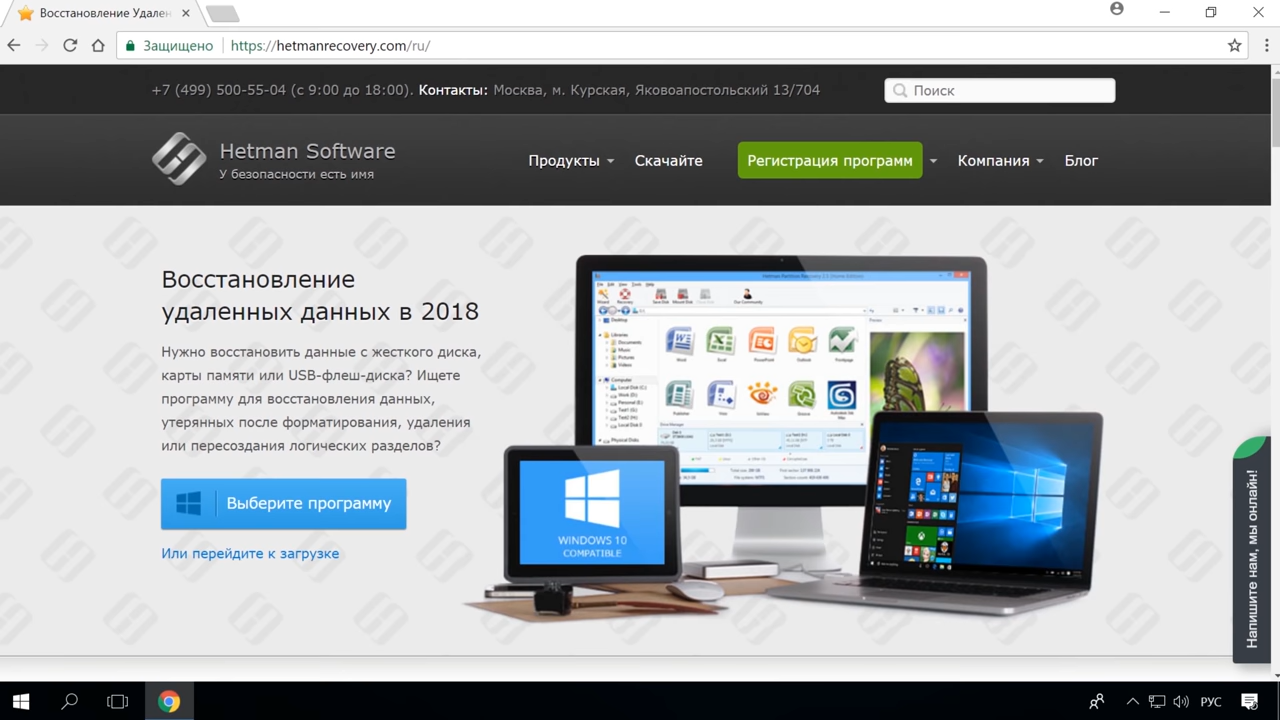 Восстановление Удален
Защищено
https://hetmanrecovery.com/ru/
+7 (499) 500-55-04 (с 9:00 до 18:00). Контакты: Москва, м. Курская, Яковоапостольский 13/704
Поиск
Hetman Software
У безопасности есть имя
Продукты
Скачайте
Регистрация программ
Компания
Блог
Восстановление
удаленных данных в 2018
Нужно восстановить данные с жесткого диска,
карты памяти или USB-флеш диска? Ищете
программу для восстановления данных,
утерянных после форматирования, удаления
или пересоздания логических разделов?
Выберите программу
Или перейдите к загрузке
WINDOWS 10
COMPATIBLE
Напишите нам, мы онлайн!
РУС